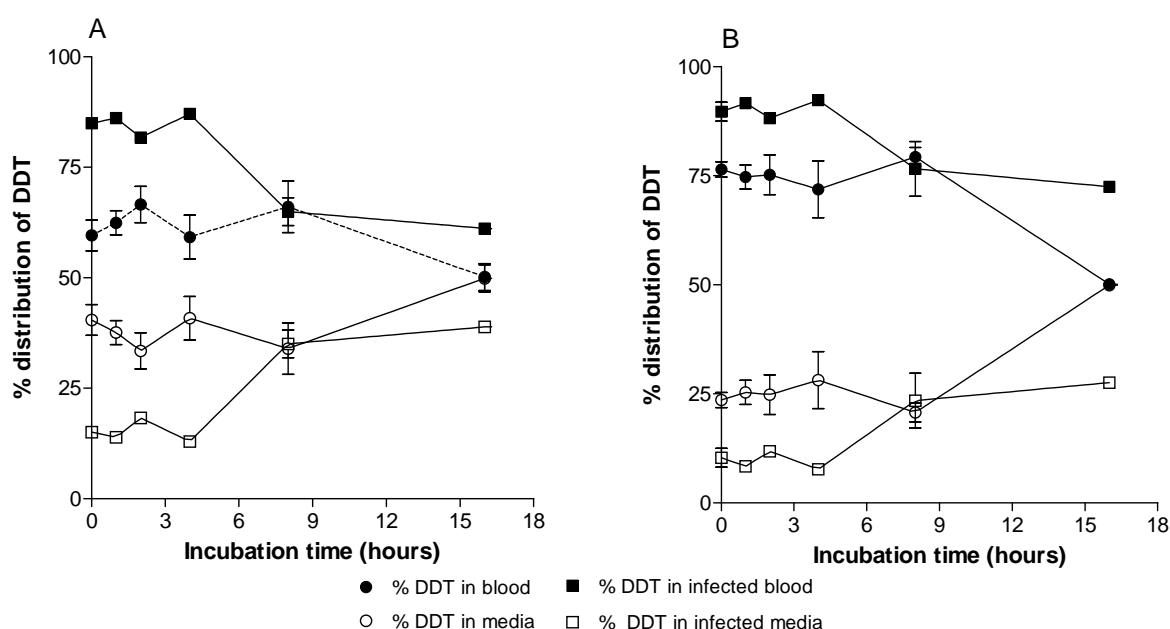 A
100
75
50
25
0
% distribution of DDT
0 3 6 9 12 15 18
Incubation time (hours)
B
100
75
50
25
0
% distribution of DDT
0 3 6 9 12 15 18
Incubation time (hours)
% DDT in blood % DDT in infected blood
% DDT in media % DDT in infected media